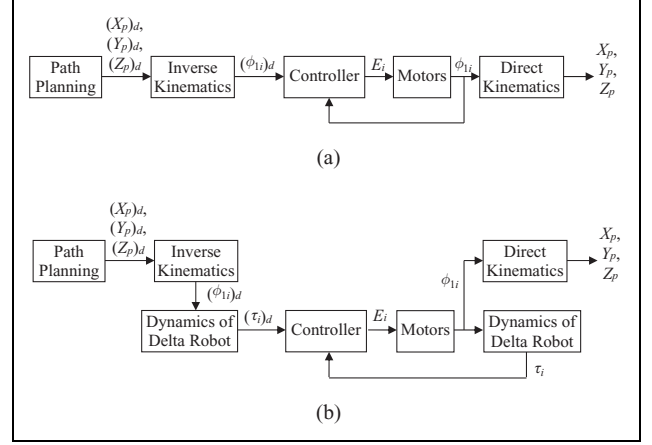 (Xp)d,
(Yp)d,
(Zp)d
Path
Planning
Inverse
Kinematics
(ϕ1i)d
Controller
Ei
Motors
ϕ1i
Direct
Kinematics
Xp,
Yp,
Zp
(a)
(Xp)d,
(Yp)d,
(Zp)d
Path
Planning
Inverse
Kinematics
(ϕ1i)d
Dynamics of
Delta Robot
(τi)d
Controller
Ei
Motors
ϕ1i
Direct
Kinematics
Xp,
Yp,
Zp
Dynamics of
Delta Robot
τi
(b)